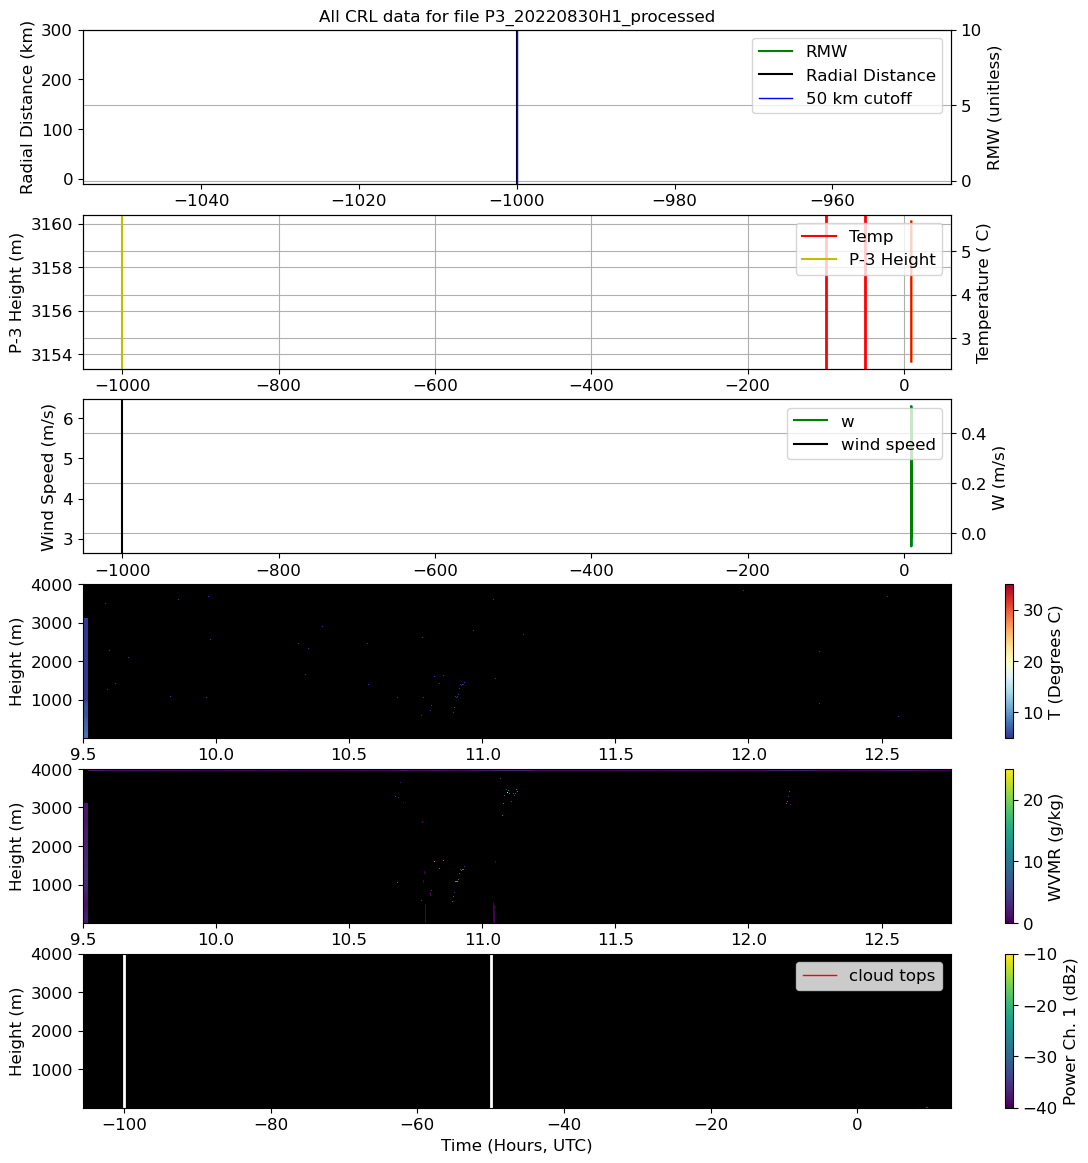 All CRL data for file P3_20220830H1_processed
Radial Distance (km)
300
200
100
0
RMW
Radial Distance
50 km cutoff
10
5
0
RMW (unitless)
−1040 −1020 −1000 −980 −960
P-3 Height (m)
3160
3158
3156
3154
Temp
P-3 Height
5
4
3
Temperature ( C)
−1000 −800 −600 −400 −200 0
Wind Speed (m/s)
6
5
4
3
w
wind speed
0.4
0.2
0.0
W (m/s)
−1000 −800 −600 −400 −200 0
Height (m)
4000
3000
2000
1000
9.5 10.0 10.5 11.0 11.5 12.0 12.5
30
20
10
T (Degrees C)
Height (m)
4000
3000
2000
1000
9.5 10.0 10.5 11.0 11.5 12.0 12.5
20
10
0
WVMR (g/kg)
Height (m)
4000
3000
2000
1000
cloud tops
−100 −80 −60 −40 −20 0
Time (Hours, UTC)
−10
−20
−30
−40
Power Ch. 1 (dBz)